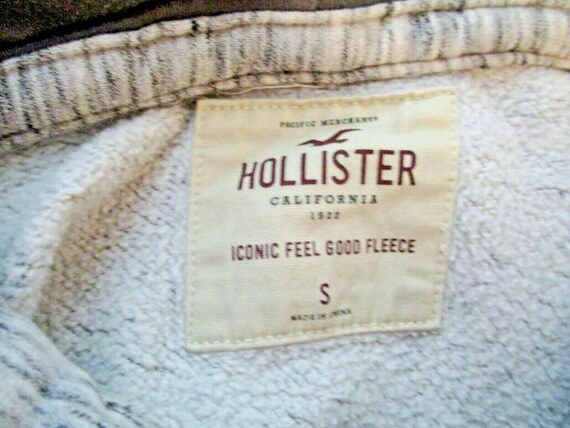 PACIFIC MERCHANTS
HOLLISTER
CALIFORNIA
1922
ICONIC FEEL GOOD FLEECE
S
MADE IN CHINA